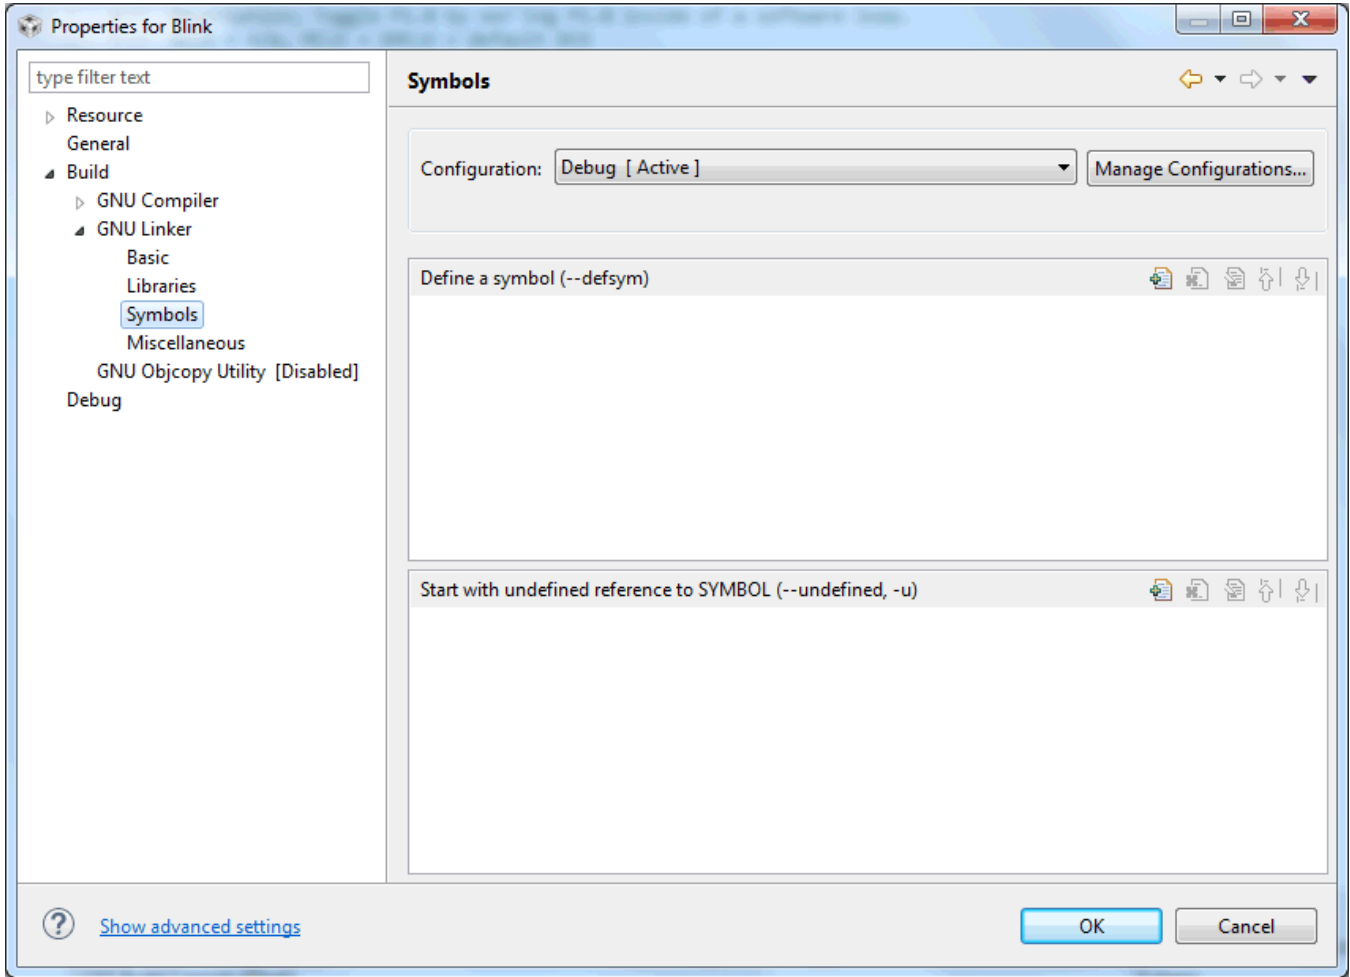 Properties for Blink
type filter text
Resource
General
Build
GNU Compiler
GNU Linker
Basic
Libraries
Symbols
Miscellaneous
GNU Objcopy Utility [Disabled]
Debug
Symbols
Configuration: Debug [ Active ] Manage Configurations...
Define a symbol (--defsym)
Start with undefined reference to SYMBOL (--undefined, -u)
Show advanced settings
OK Cancel